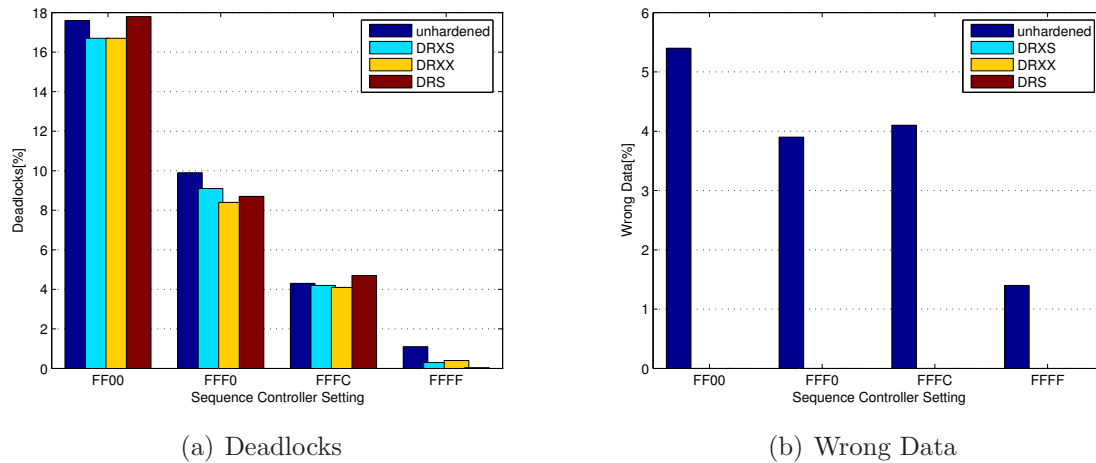 18
16
14
12
10
8
6
4
2
0
Deadlocks[%]
unhardened
DRXS
DRXX
DRS
FF00 FFF0 FFFC FFFF
Sequence Controller Setting
(a) Deadlocks
6
5
4
3
2
1
0
Wrong Data[%]
unhardened
DRXS
DRXX
DRS
FF00 FFF0 FFFC FFFF
Sequence Controller Setting
(b) Wrong Data